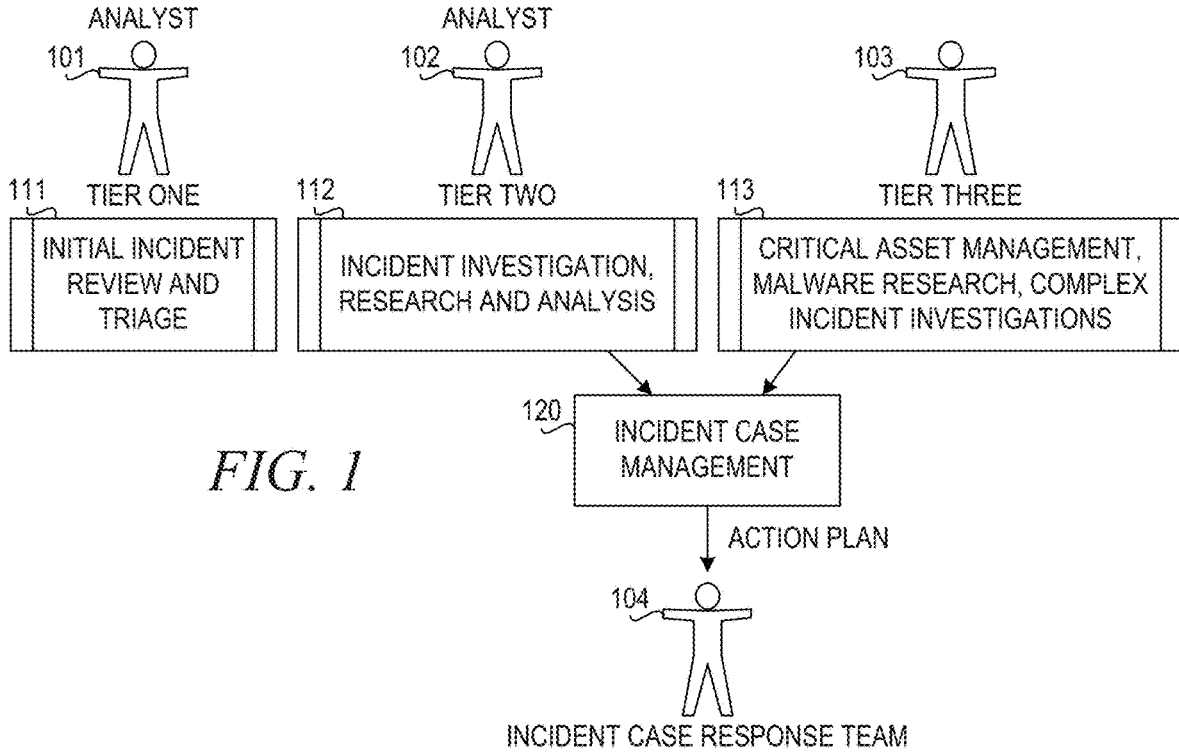 ANALYST
ANALYST
101
102
103
TIER ONE
TIER TWO
TIER THREE
111
112
113
INITIAL INCIDENT
REVIEW AND
TRIAGE
INCIDENT INVESTIGATION,
RESEARCH AND ANALYSIS
CRITICAL ASSET MANAGEMENT,
MALWARE RESEARCH, COMPLEX
INCIDENT INVESTIGATIONS
120
INCIDENT CASE
MANAGEMENT
FIG. 1
ACTION PLAN
104
INCIDENT CASE RESPONSE TEAM